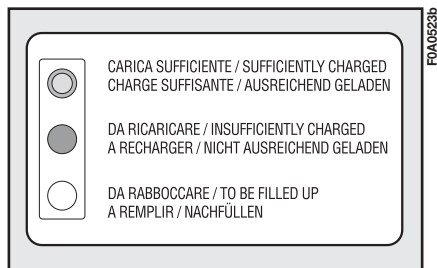 CARICA SUFFICIENTE / SUFFICIENTLY CHARGED
CHARGE SUFFISANTE / AUSREICHEND GELADEN
DA RICARICARE / INSUFFICIENTLY CHARGED
A RECHARGER / NICHT AUSREICHEND GELADEN
DA RABBOCCARE / TO BE FILLED UP
A REMPLIR / NACHFÜLLEN
F0A0523b